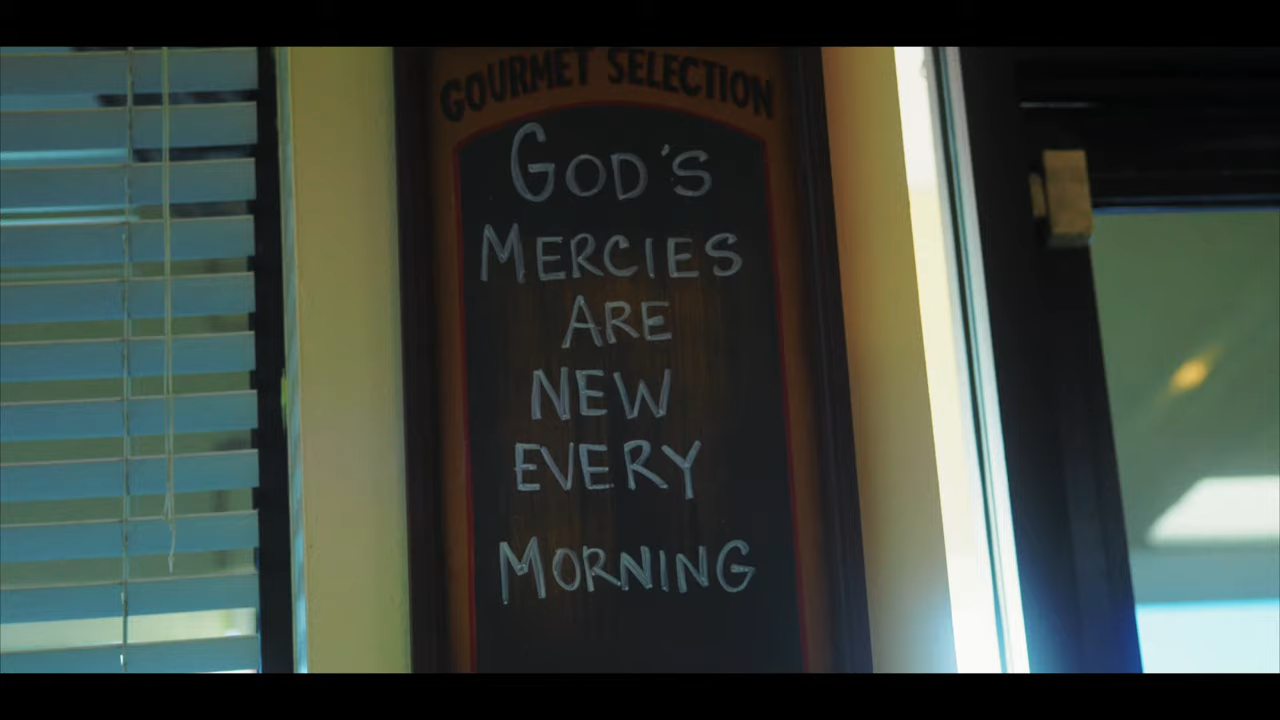 GOURMET SELECTION
GOD'S
MERCIES
ARE
NEW
EVERY
MORNING